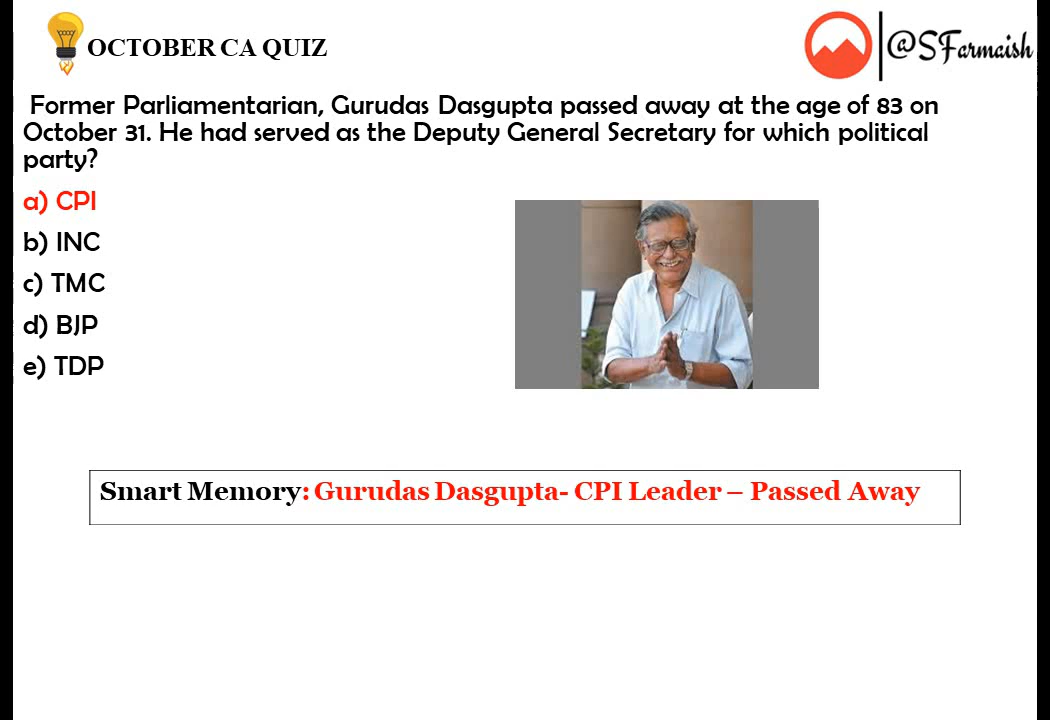 OCTOBER CA QUIZ
@SFarmaish
Former Parliamentarian, Gurudas Dasgupta passed away at the age of 83 on
October 31. He had served as the Deputy General Secretary for which political
party?
a) CPI
b) INC
c) TMC
d) BJP
e) TDP
Smart Memory: Gurudas Dasgupta- CPI Leader – Passed Away